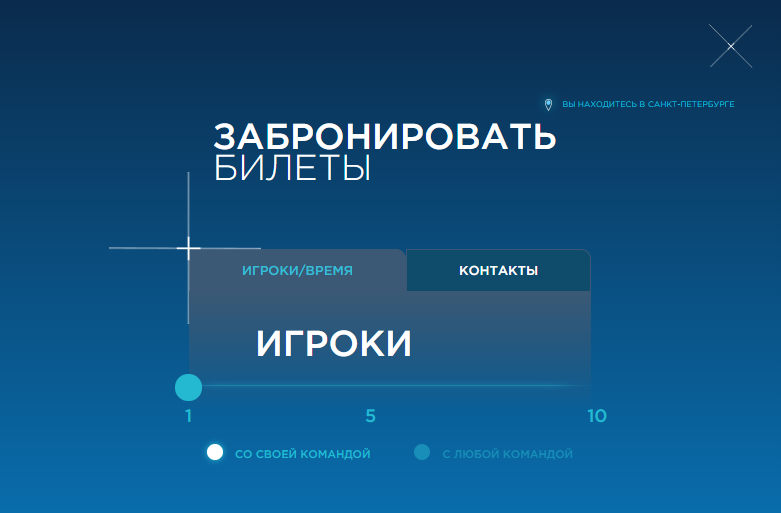 ВЫ НАХОДИТЕСЬ В САНКТ-ПЕТЕРБУРГЕ
ЗАБРОНИРОВАТЬ
БИЛЕТЫ
ИГРОКИ/ВРЕМЯ КОНТАКТЫ
ИГРОКИ
1 5 10
СО СВОЕЙ КОМАНДОЙ С ЛЮБОЙ КОМАНДОЙ